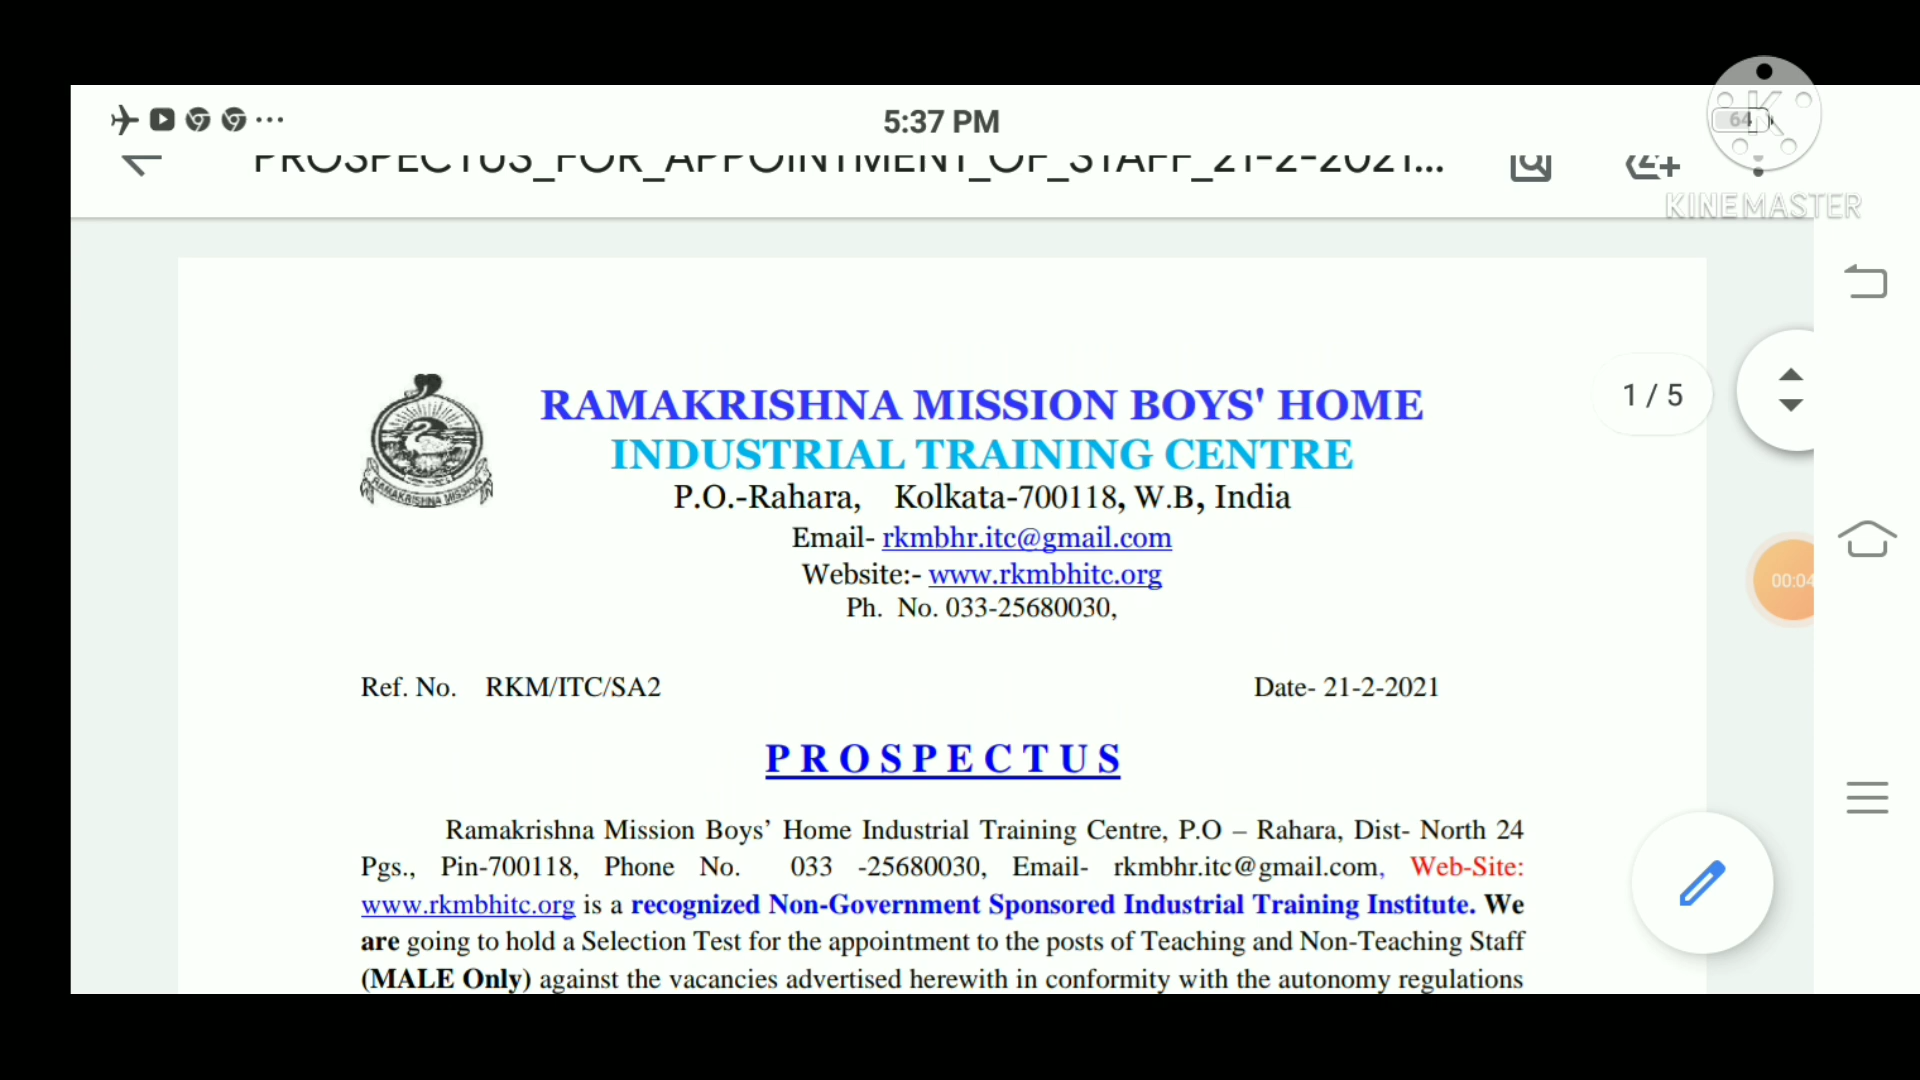 5:37 PM
64
K
KINEMASTER
PROSPECTUS_FOR_APPOINTMENT_OF_STAFF_21-2-2021...
1 / 5
RAMAKRISHNA MISSION BOYS' HOME
INDUSTRIAL TRAINING CENTRE
RAMAKRISHNA MISSION
P.O.-Rahara, Kolkata-700118, W.B, India
Email- rkmbhr.itc@gmail.com
Website:- www.rkmbhitc.org
00:04
Ph. No. 033-25680030,
Ref. No. RKM/ITC/SA2 Date- 21-2-2021
PROSPECTUS
Ramakrishna Mission Boys’ Home Industrial Training Centre, P.O – Rahara, Dist- North 24
Pgs., Pin-700118, Phone No. 033 -25680030, Email- rkmbhr.itc@gmail.com, Web-Site:
www.rkmbhitc.org is a recognized Non-Government Sponsored Industrial Training Institute. We
are going to hold a Selection Test for the appointment to the posts of Teaching and Non-Teaching Staff
(MALE Only) against the vacancies advertised herewith in conformity with the autonomy regulations